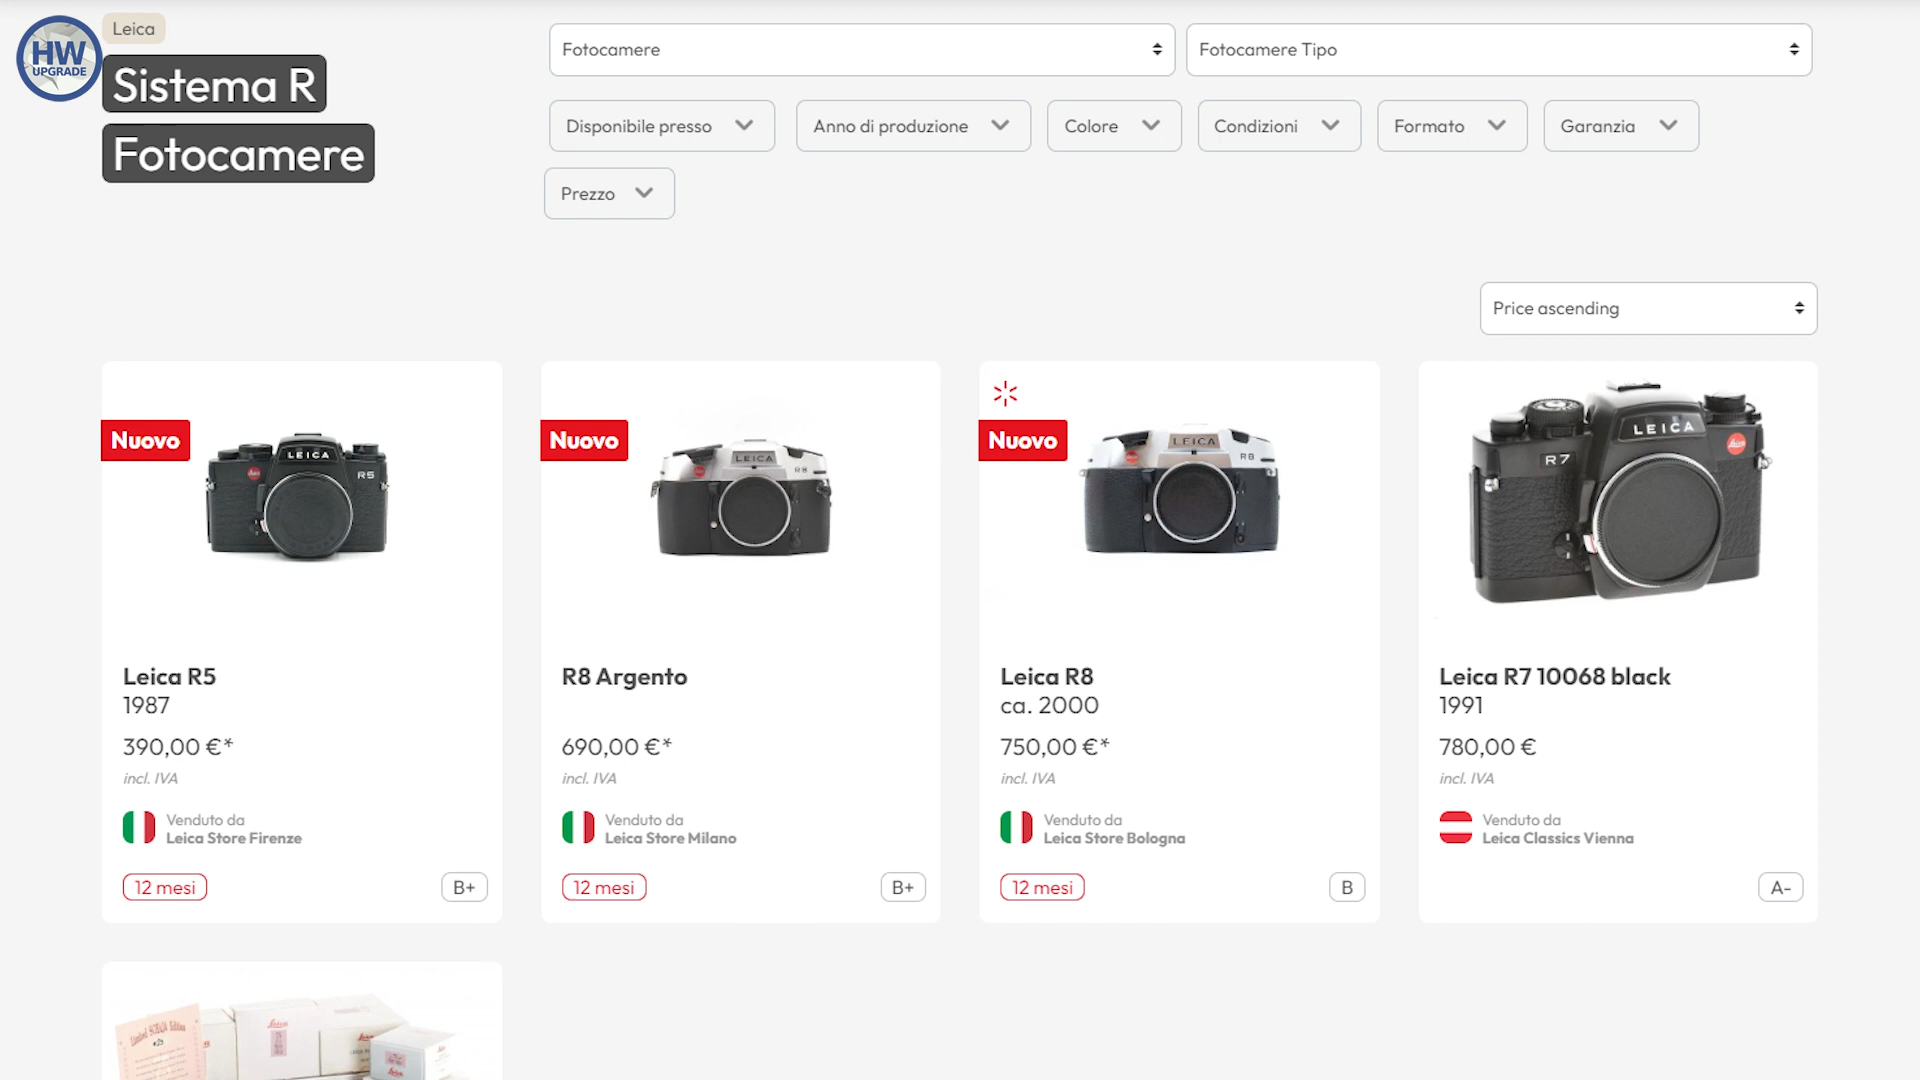 HW
UPGRADE
Leica
Sistema R
Fotocamere
Fotocamere
Fotocamere Tipo
Disponibile presso
Anno di produzione
Colore
Condizioni
Formato
Garanzia
Prezzo
Price ascending
Nuovo
LEICA
R5
Nuovo
LEICA
R8
Nuovo
LEICA
R8
LEICA
R7
Leica R5
1987
390,00 €*
incl. IVA
Venduto da
Leica Store Firenze
12 mesi
B+
R8 Argento
690,00 €*
incl. IVA
Venduto da
Leica Store Milano
12 mesi
B+
Leica R8
ca. 2000
750,00 €*
incl. IVA
Venduto da
Leica Store Bologna
12 mesi
B
Leica R7 10068 black
1991
780,00 €
incl. IVA
Venduto da
Leica Classics Vienna
A-
Leica